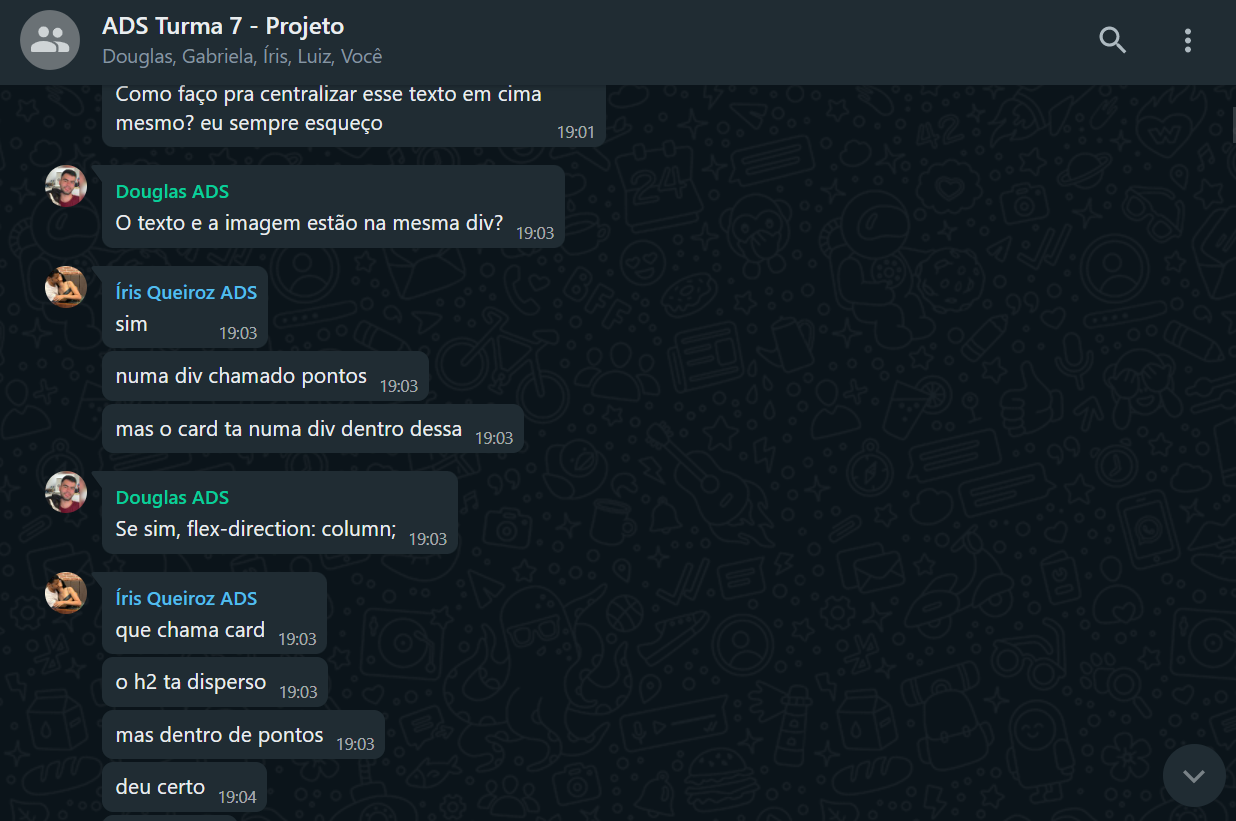 ADS Turma 7 - Projeto
Douglas, Gabriela, Íris, Luiz, Você
Como faço pra centralizar esse texto em cima
mesmo? eu sempre esqueço
19:01
Douglas ADS
O texto e a imagem estão na mesma div?
19:03
Íris Queiroz ADS
sim
19:03
numa div chamado pontos
19:03
mas o card ta numa div dentro dessa
19:03
Douglas ADS
Se sim, flex-direction: column;
19:03
Íris Queiroz ADS
que chama card
19:03
o h2 ta disperso
19:03
mas dentro de pontos
19:03
deu certo
19:04